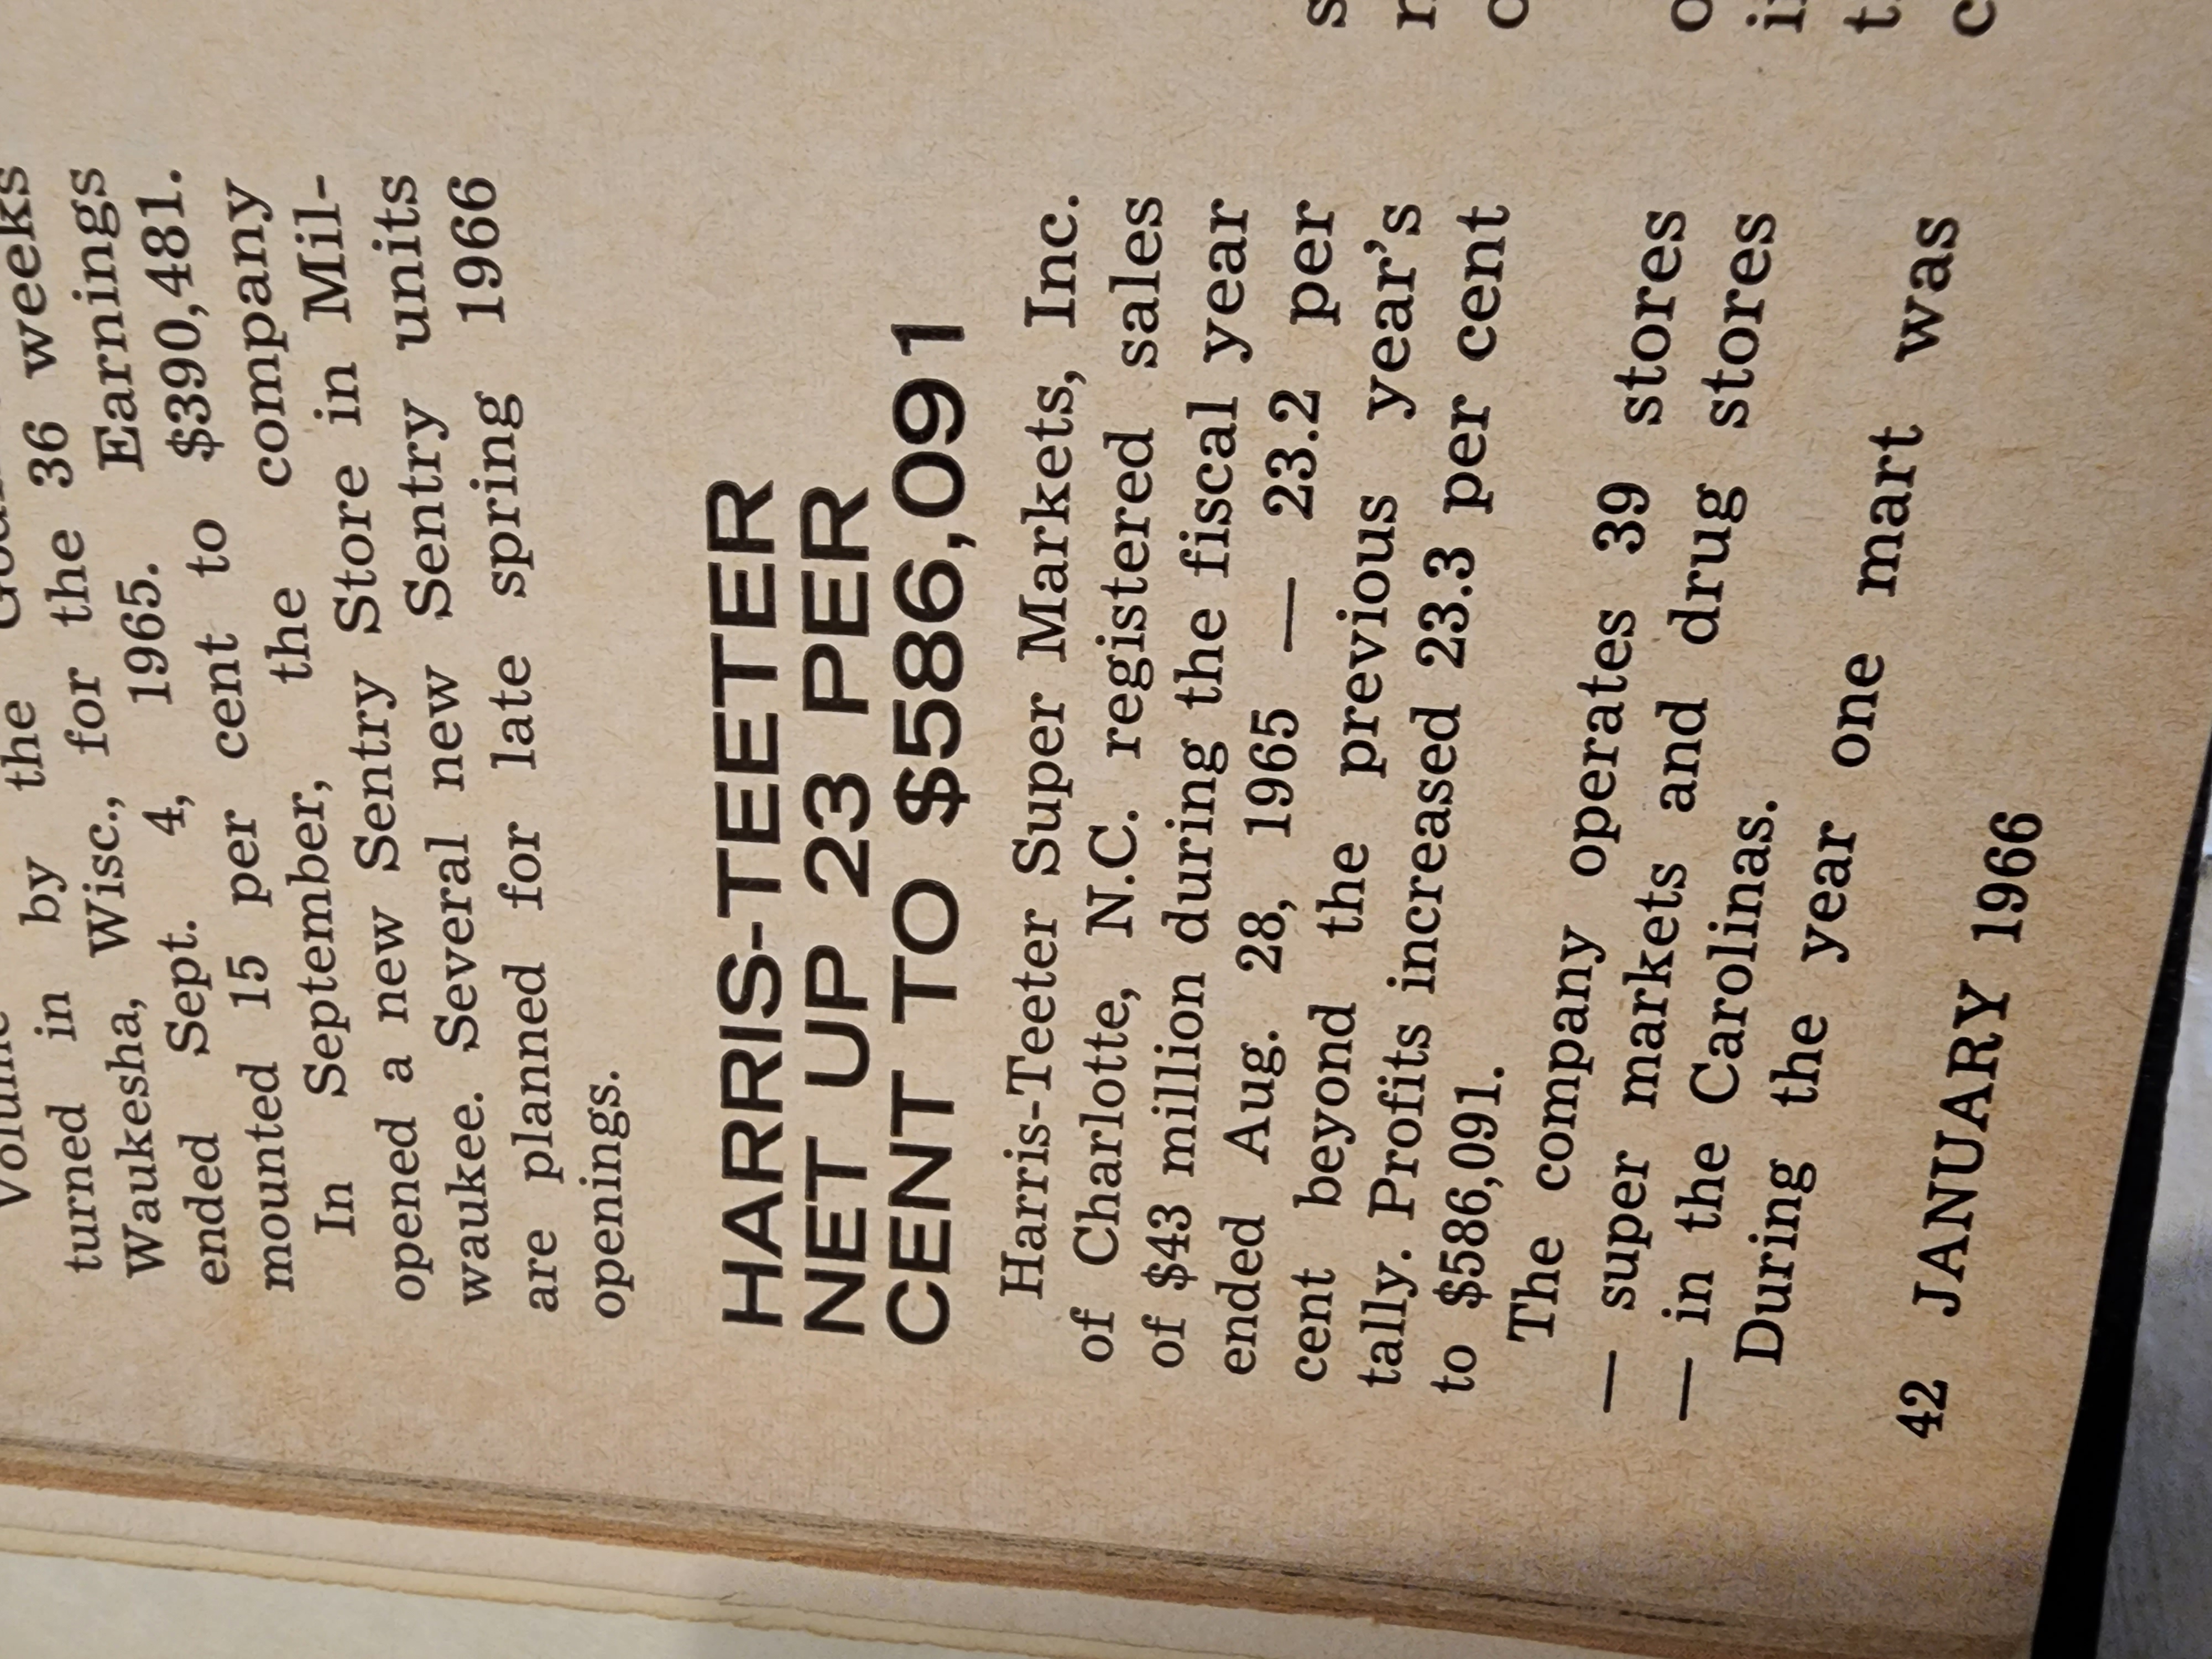 the
turned in by for the 36 weeks
Waukesha, Wisc., Earnings
ended Sept. 4, 1965.
mounted 15 per cent to $390,481.
In September, the company
opened a new Sentry Store in Mil-
waukee. Several new Sentry units
are planned for late spring 1966
openings.
HARRIS-TEETER
NET UP 23 PER
CENT TO $586,091
Harris-Teeter Super Markets, Inc.
of Charlotte, N.C. registered sales
of $43 million during the fiscal year
ended Aug. 28, 1965 — 23.2 per
cent beyond the previous year's
tally. Profits increased 23.3 per cent
to $586,091.
The company operates 39 stores
— super markets and drug stores
— in the Carolinas.
During the year one mart was
42 JANUARY 1966